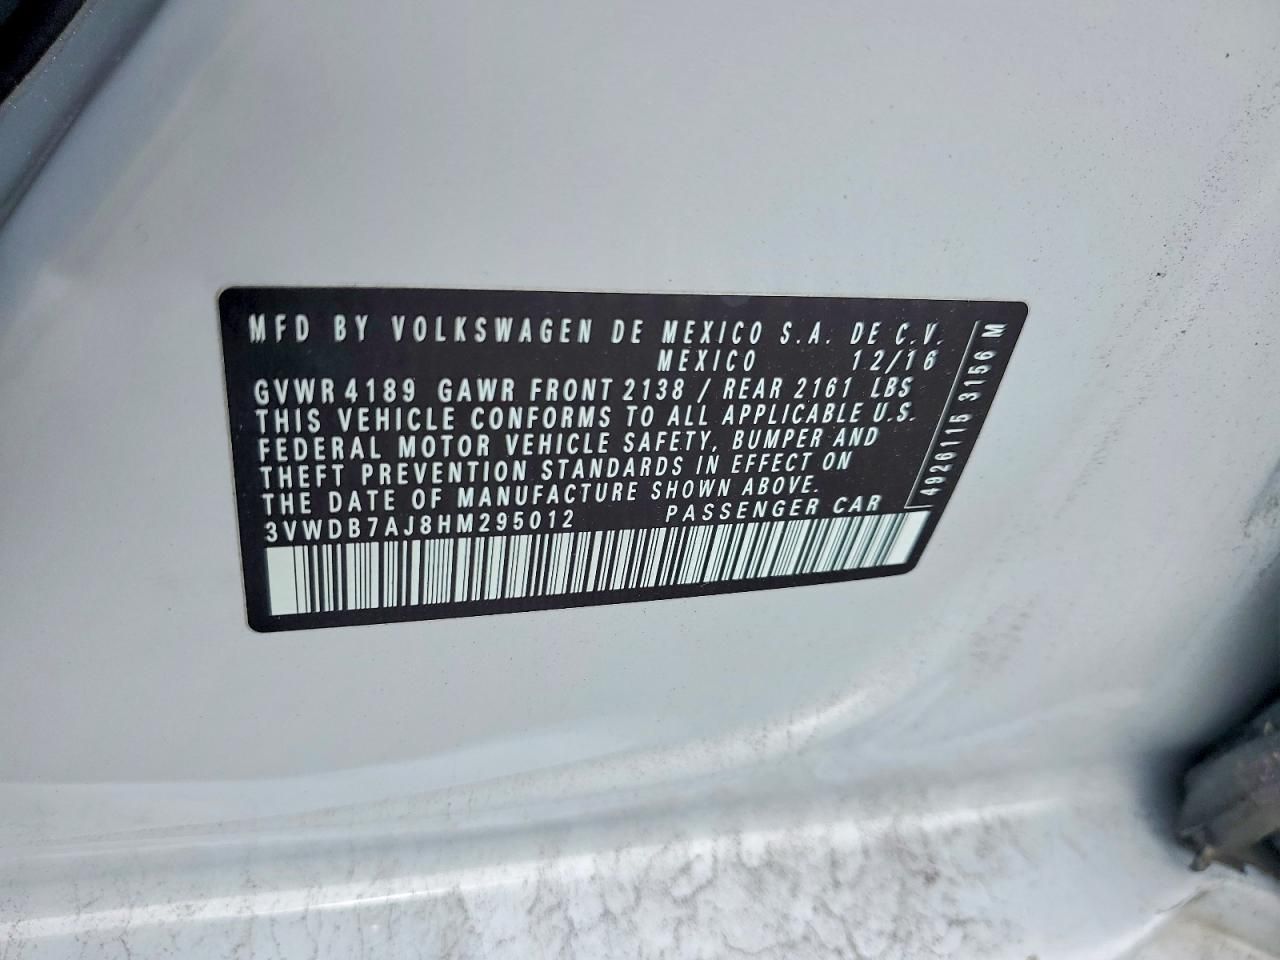 MFD BY VOLKSWAGEN DE MEXICO S.A. DE C.V.
MEXICO 12/16
GVWR 4189 GAWR FRONT 2138 / REAR 2161 LBS
THIS VEHICLE CONFORMS TO ALL APPLICABLE U.S.
FEDERAL MOTOR VEHICLE SAFETY, BUMPER AND
THEFT PREVENTION STANDARDS IN EFFECT ON
THE DATE OF MANUFACTURE SHOWN ABOVE.
3VWDB7AJ8HM295012 PASSENGER CAR
4926115 3156 M